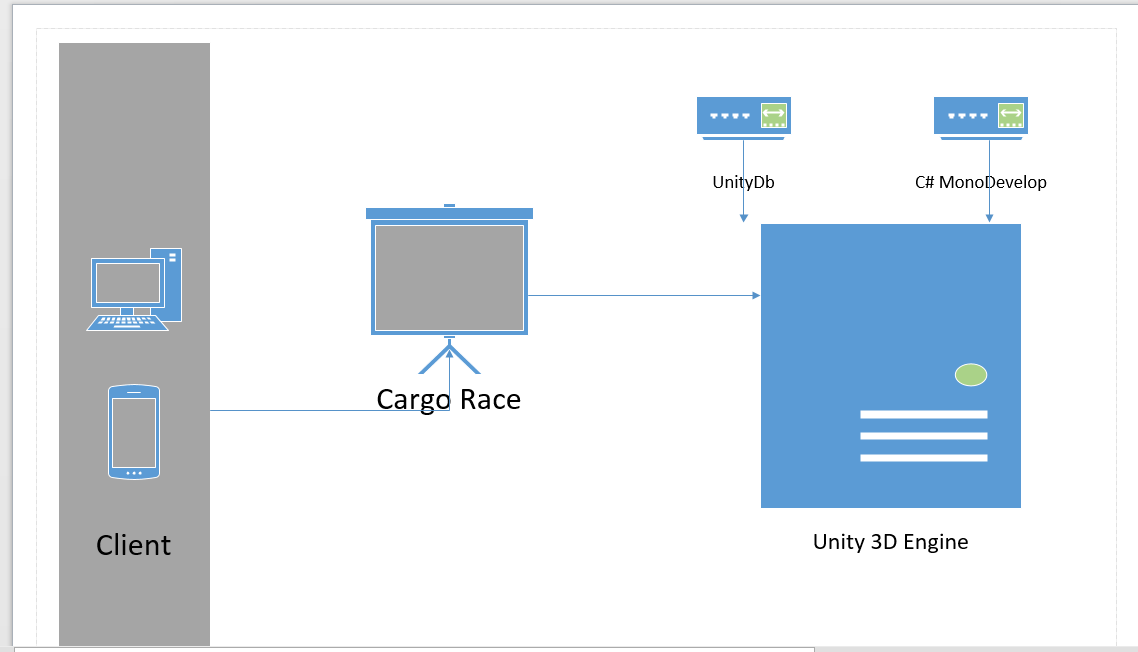 UnityDb
C# MonoDevelop
Cargo Race
Client
Unity 3D Engine